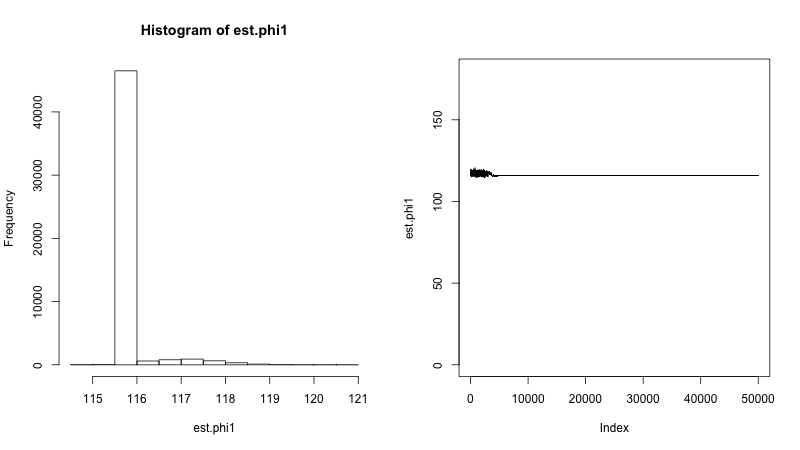 Histogram of est.phi1
Frequency
0
10000
20000
30000
40000
115 116 117 118 119 120 121
est.phi1
est.phi1
0
50
100
150
0 10000 20000 30000 40000 50000
Index